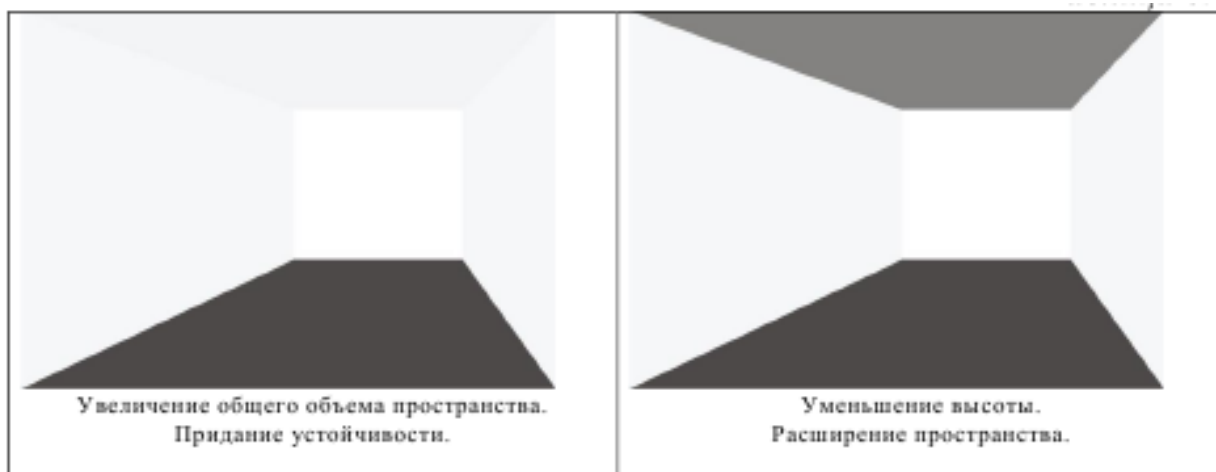 Увеличение общего объема пространства.
Придание устойчивости.
Уменьшение высоты.
Расширение пространства.